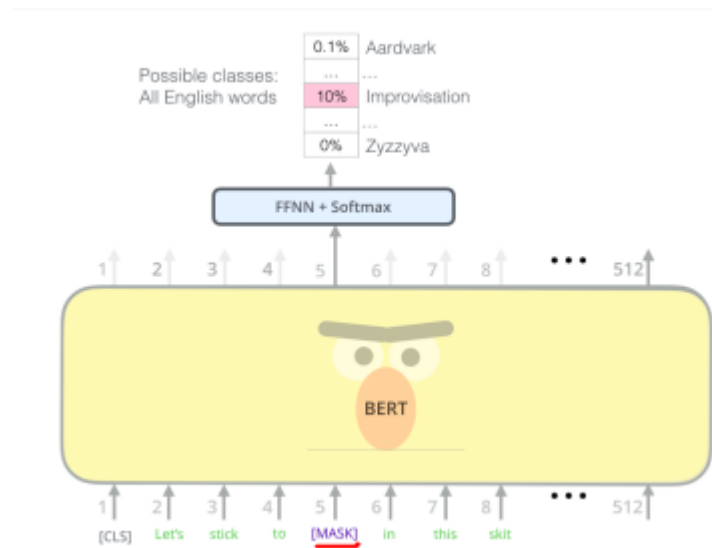 0.1% Aardvark
... ...
Possible classes:
All English words
10% Improvisation
... ...
0% Zyzzyva
FFNN + Softmax
1 2 3 4 5 6 7 8 ••• 512
BERT
1 2 3 4 5 6 7 8 ••• 512
[CLS] Let's stick to [MASK] in this skit